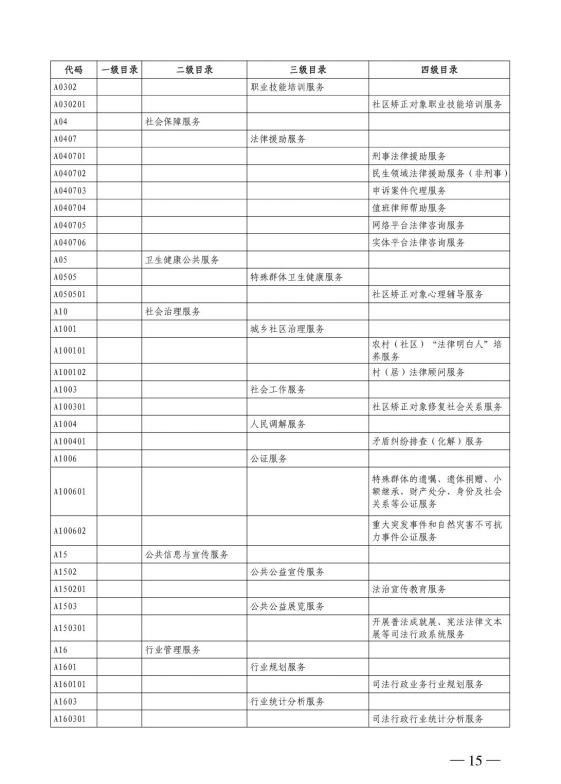 代码 一级目录 二级目录 三级目录 四级目录
A0302 职业技能培训服务
A030201 社区矫正对象职业技能培训服务
A04 社会保障服务
A0407 法律援助服务
A040701 刑事法律援助服务
A040702 民生领域法律援助服务（非刑事）
A040703 申诉案件代理服务
A040704 值班律师帮助服务
A040705 网络平台法律咨询服务
A040706 实体平台法律咨询服务
A05 卫生健康公共服务
A0505 特殊群体卫生健康服务
A050501 社区矫正对象心理辅导服务
A10 社会治理服务
A1001 城乡社区治理服务
A100101 农村（社区）“法律明白人”培
养服务
A100102 村（居）法律顾问服务
A1003 社会工作服务
A100301 社区矫正对象修复社会关系服务
A1004 人民调解服务
A100401 矛盾纠纷排查（化解）服务
A1006 公证服务
A100601 特殊群体的遗嘱、遗体捐赠、小
额继承、财产处分、身份及社会
关系等公证服务
A100602 重大突发事件和自然灾害不可抗
力事件公证服务
A15 公共信息与宣传服务
A1502 公共公益宣传服务
A150201 法治宣传教育服务
A1503 公共公益展览服务
A150301 开展普法成就展、宪法法律文本
展等司法行政系统服务
A16 行业管理服务
A1601 行业规划服务
A160101 司法行政业务行业规划服务
A1603 行业统计分析服务
A160301 司法行政行业统计分析服务
— 15 —